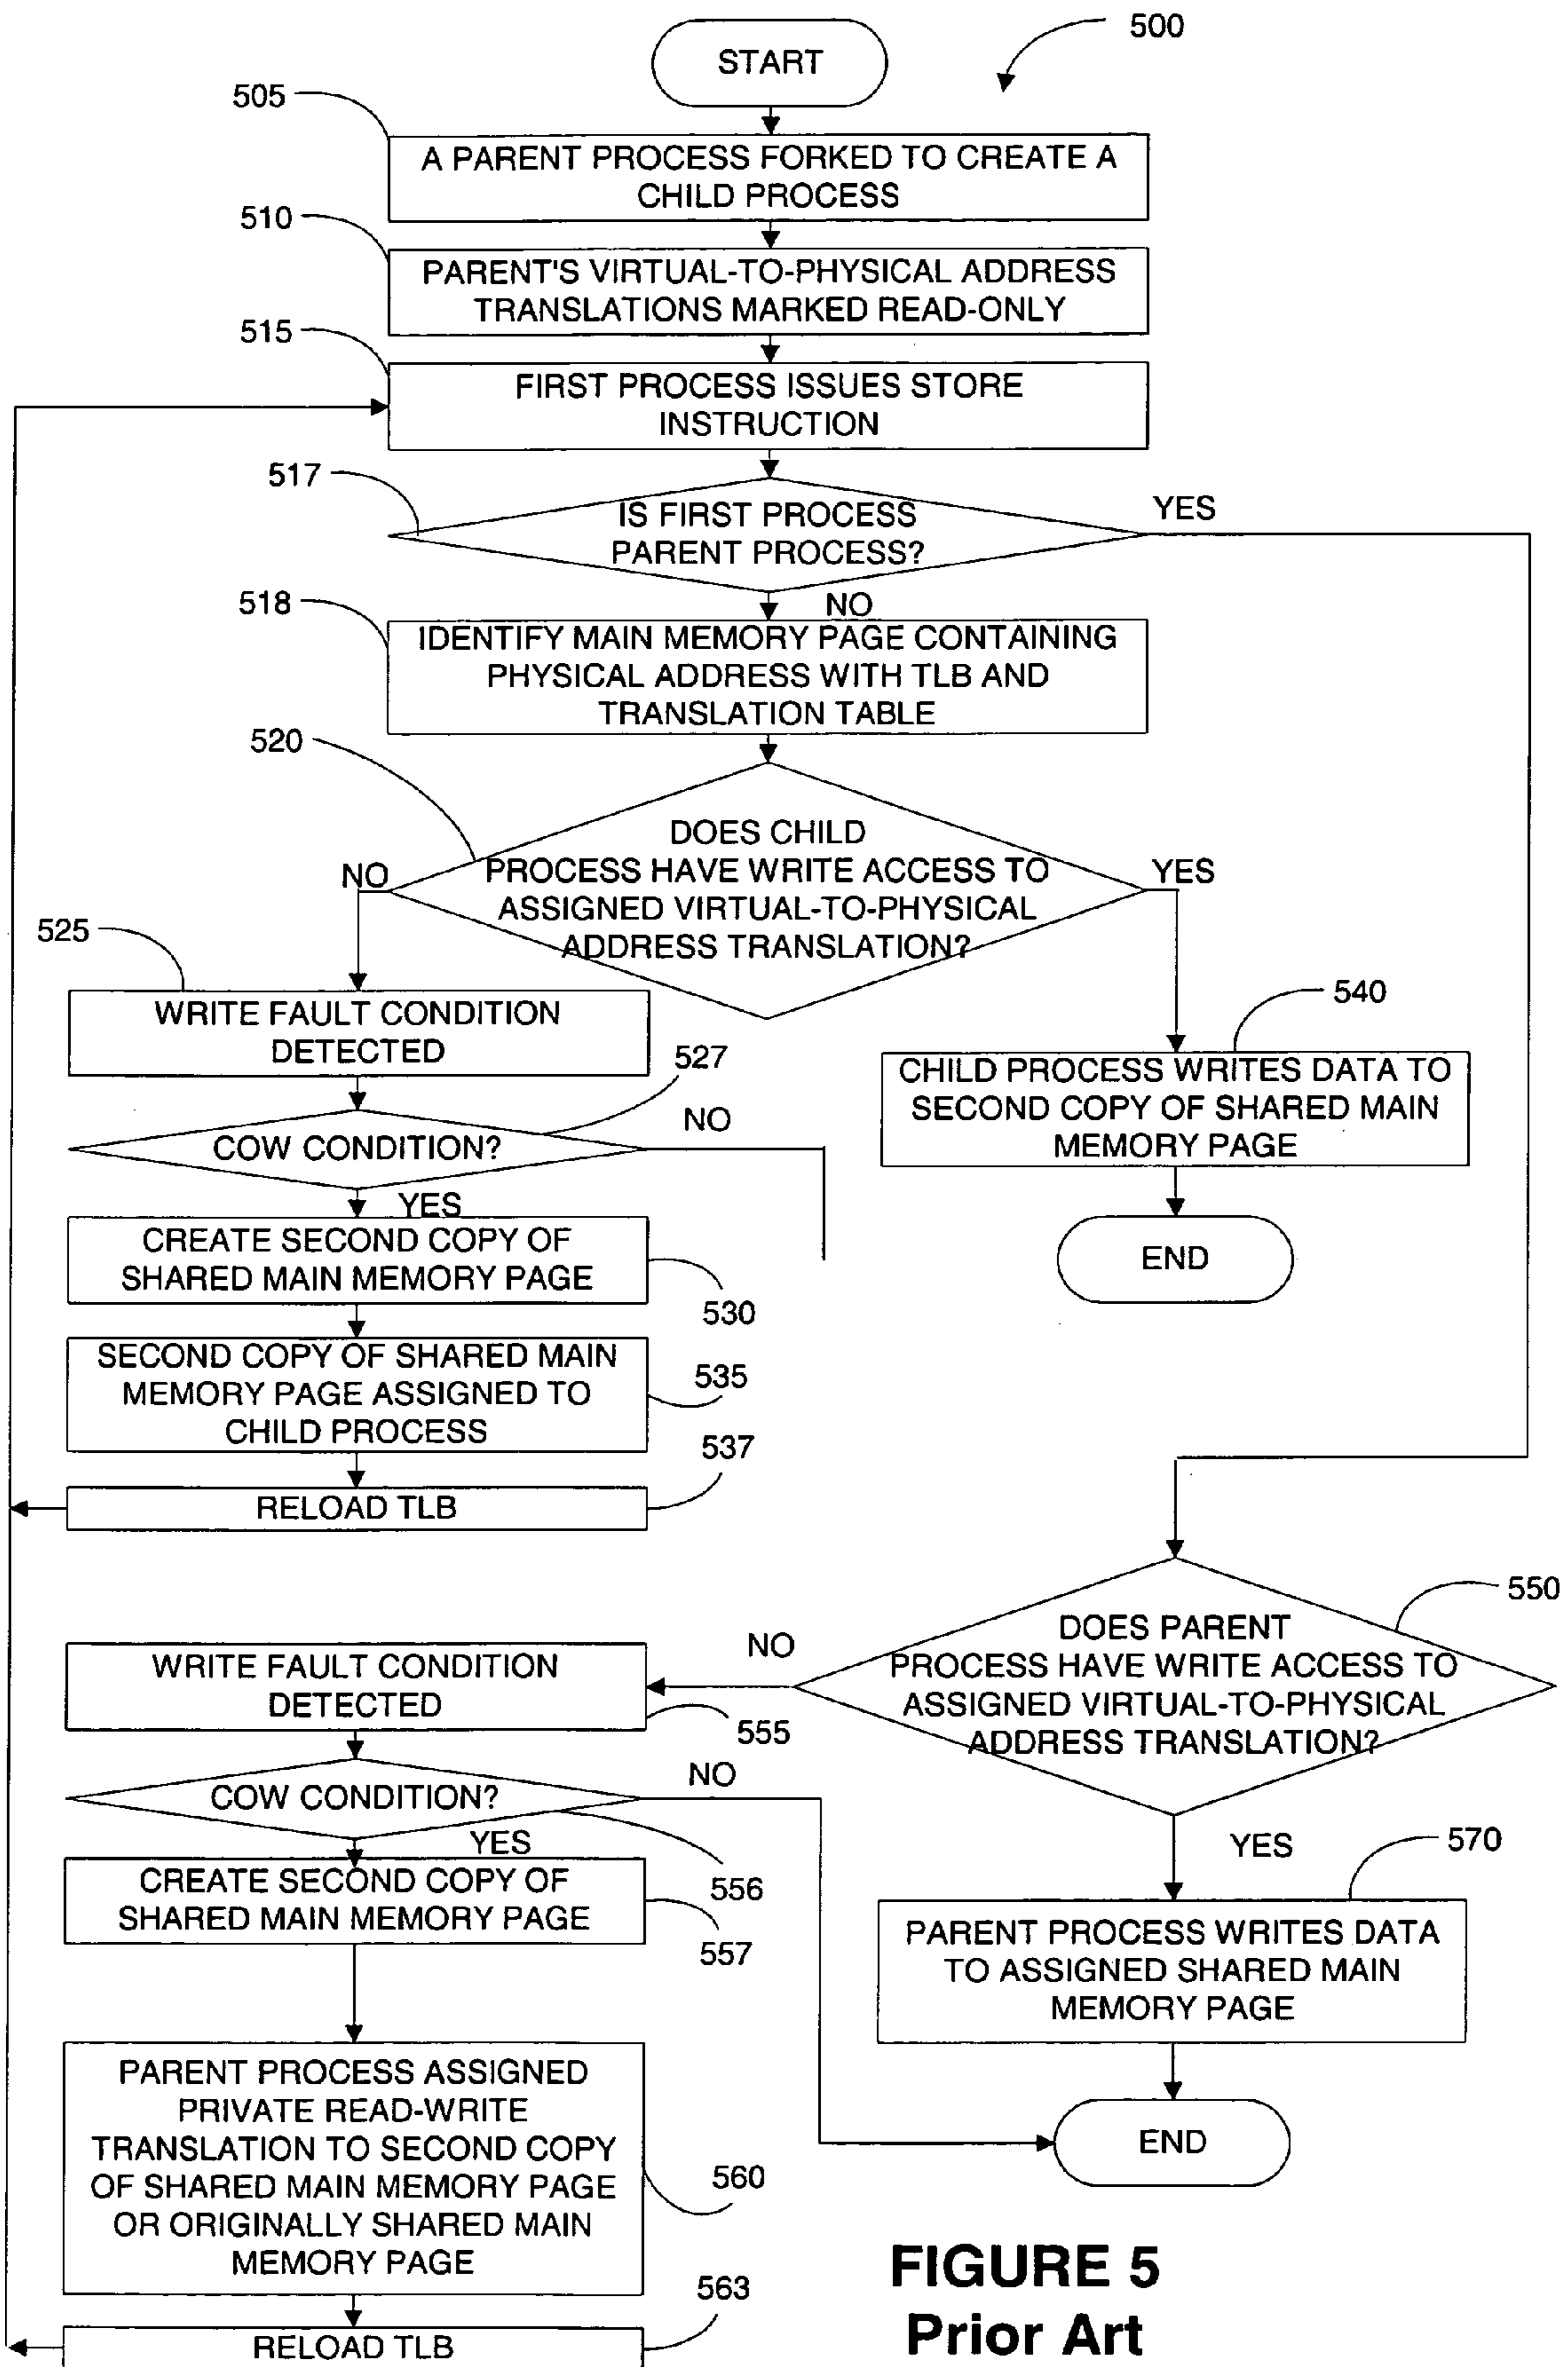 500
START
505
A PARENT PROCESS FORKED TO CREATE A
CHILD PROCESS
510
PARENT'S VIRTUAL-TO-PHYSICAL ADDRESS
TRANSLATIONS MARKED READ-ONLY
515
FIRST PROCESS ISSUES STORE
INSTRUCTION
517
IS FIRST PROCESS
PARENT PROCESS?
YES
NO
518
IDENTIFY MAIN MEMORY PAGE CONTAINING
PHYSICAL ADDRESS WITH TLB AND
TRANSLATION TABLE
520
DOES CHILD
PROCESS HAVE WRITE ACCESS TO
ASSIGNED VIRTUAL-TO-PHYSICAL
ADDRESS TRANSLATION?
NO
YES
525
WRITE FAULT CONDITION
DETECTED
540
CHILD PROCESS WRITES DATA TO
SECOND COPY OF SHARED MAIN
MEMORY PAGE
END
527
COW CONDITION?
NO
YES
CREATE SECOND COPY OF
SHARED MAIN MEMORY PAGE
530
SECOND COPY OF SHARED MAIN
MEMORY PAGE ASSIGNED TO
CHILD PROCESS
535
537
RELOAD TLB
550
DOES PARENT
PROCESS HAVE WRITE ACCESS TO
ASSIGNED VIRTUAL-TO-PHYSICAL
ADDRESS TRANSLATION?
NO
YES
WRITE FAULT CONDITION
DETECTED
555
COW CONDITION?
NO
YES
556
CREATE SECOND COPY OF
SHARED MAIN MEMORY PAGE
557
570
PARENT PROCESS WRITES DATA
TO ASSIGNED SHARED MAIN
MEMORY PAGE
END
PARENT PROCESS ASSIGNED
PRIVATE READ-WRITE
TRANSLATION TO SECOND COPY
OF SHARED MAIN MEMORY PAGE
OR ORIGINALLY SHARED MAIN
MEMORY PAGE
560
563
RELOAD TLB
FIGURE 5
Prior Art